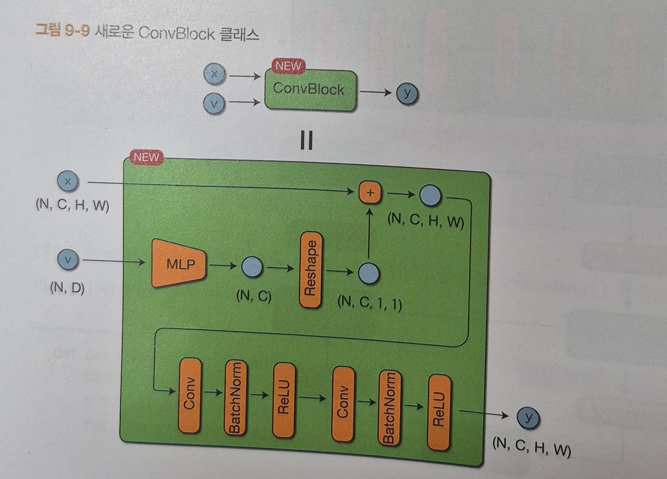 그림 9-9 새로운 ConvBlock 클래스
NEW
x
v
ConvBlock
y
NEW
x
+
(N, C, H, W)
(N, C, H, W)
v
MLP
Reshape
(N, D)
(N, C)
(N, C, 1, 1)
Conv
BatchNorm
ReLU
Conv
BatchNorm
ReLU
y
(N, C, H, W)